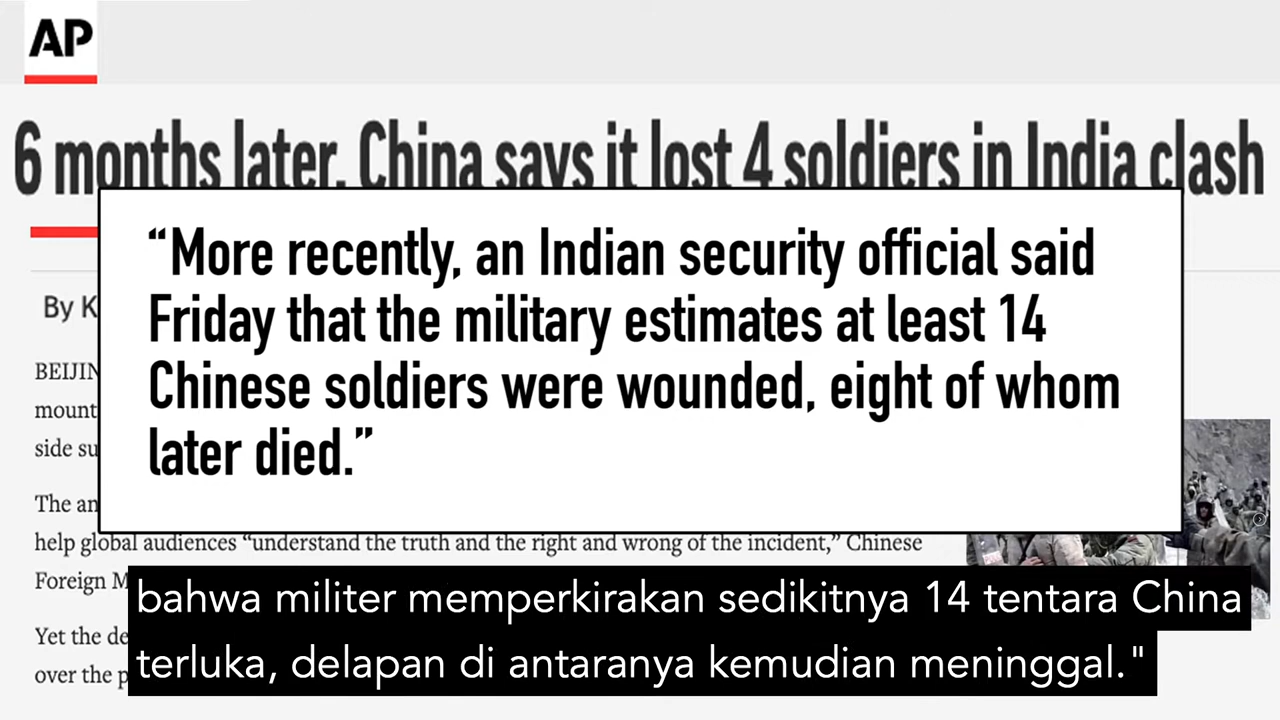 AP
6 months later, China says it lost 4 soldiers in India clash
“More recently, an Indian security official said
Friday that the military estimates at least 14
Chinese soldiers were wounded, eight of whom
later died.”
By K
BEIJIN
mount
side su
The an
help global audiences “understand the truth and the right and wrong of the incident,” Chinese
Foreign M
Yet the de
over the p
bahwa militer memperkirakan sedikitnya 14 tentara China
terluka, delapan di antaranya kemudian meninggal."